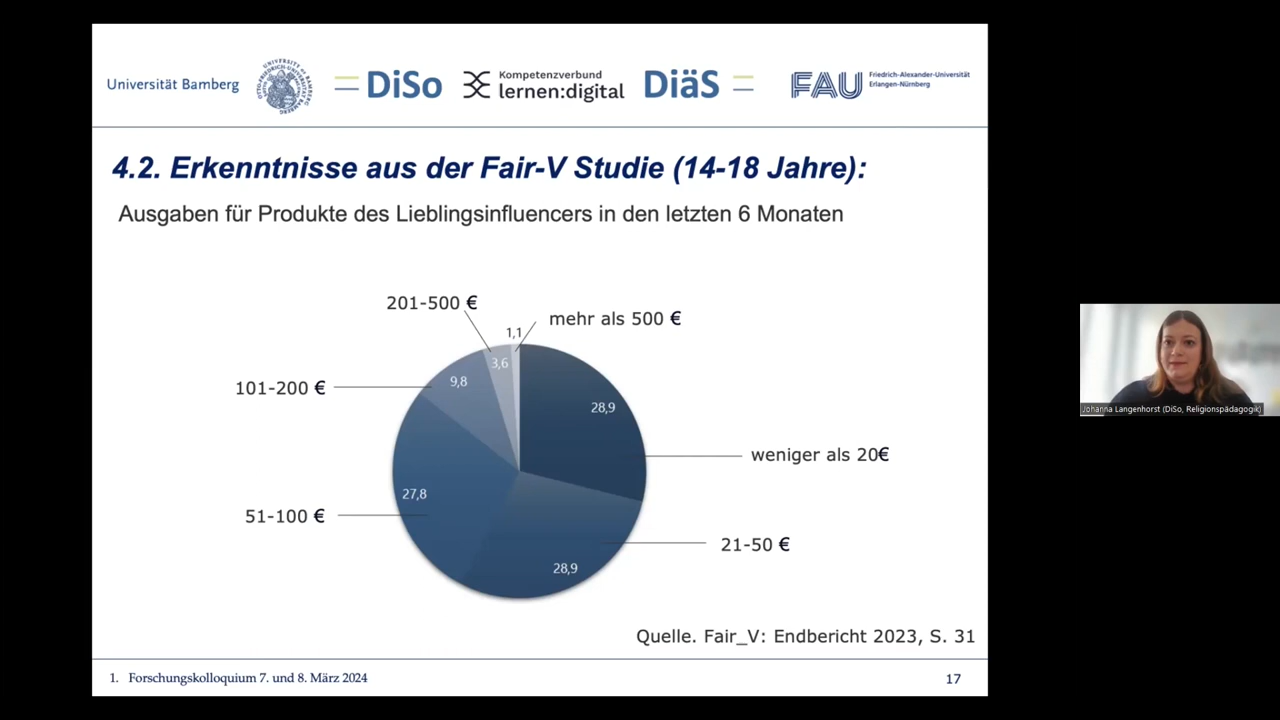 Universität Bamberg
DiSo
Kompetenzverbund
lernen:digital
DiäS
FAU
Friedrich-Alexander-Universität
Erlangen-Nürnberg
4.2. Erkenntnisse aus der Fair-V Studie (14-18 Jahre):
Ausgaben für Produkte des Lieblingsinfluencers in den letzten 6 Monaten
201-500 €
mehr als 500 €
1,1
3,6
9,8
101-200 €
28,9
weniger als 20€
27,8
51-100 €
21-50 €
28,9
Quelle. Fair_V: Endbericht 2023, S. 31
1. Forschungskolloquium 7. und 8. März 2024
17
Johanna Langenhorst (DiSo, Religionspädagogik)